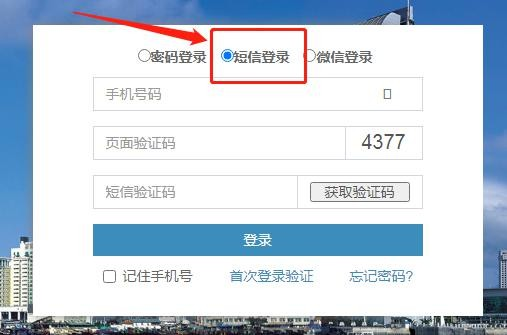 密码登录 短信登录 微信登录
手机号码
页面验证码 4377
短信验证码 获取验证码
登录
记住手机号 首次登录验证 忘记密码?